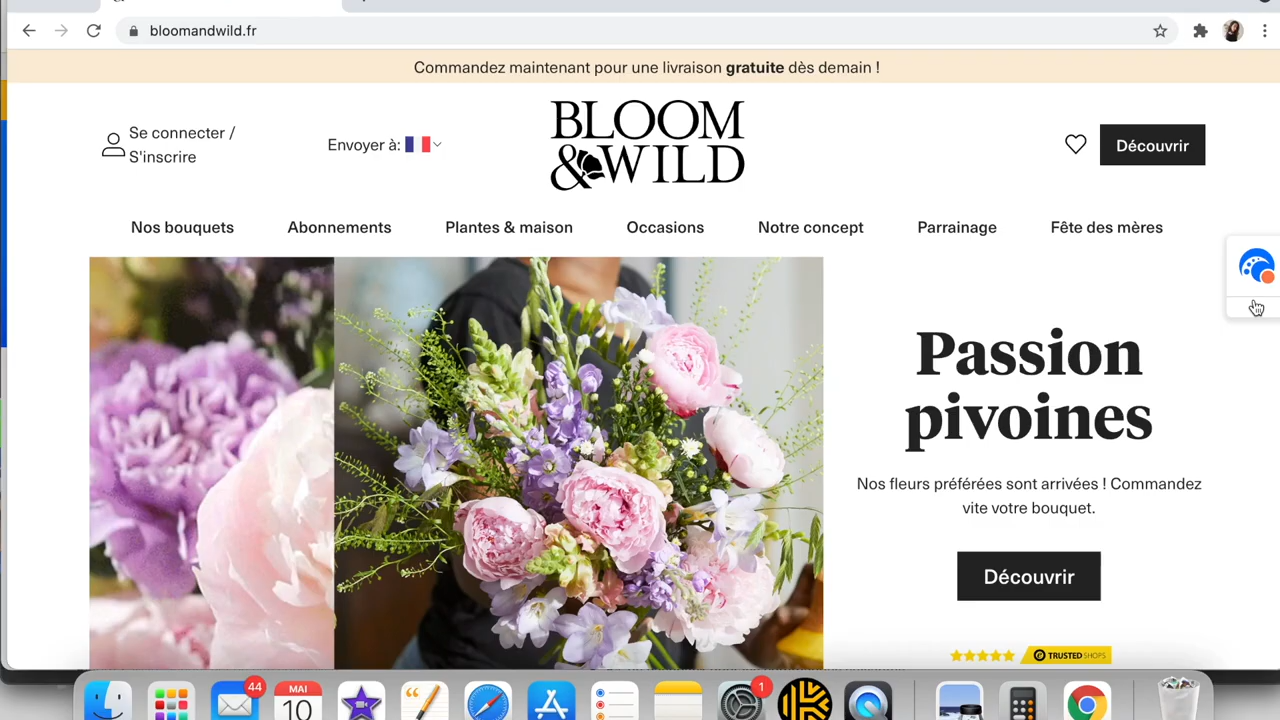 bloomandwild.fr
Commandez maintenant pour une livraison gratuite dès demain !
Se connecter /
S'inscrire
Envoyer à:
BLOOM
&WILD
Découvrir
Nos bouquets
Abonnements
Plantes & maison
Occasions
Notre concept
Parrainage
Fête des mères
Passion
pivoines
Nos fleurs préférées sont arrivées ! Commandez
vite votre bouquet.
Découvrir
TRUSTED SHOPS
44
MAI
10
1